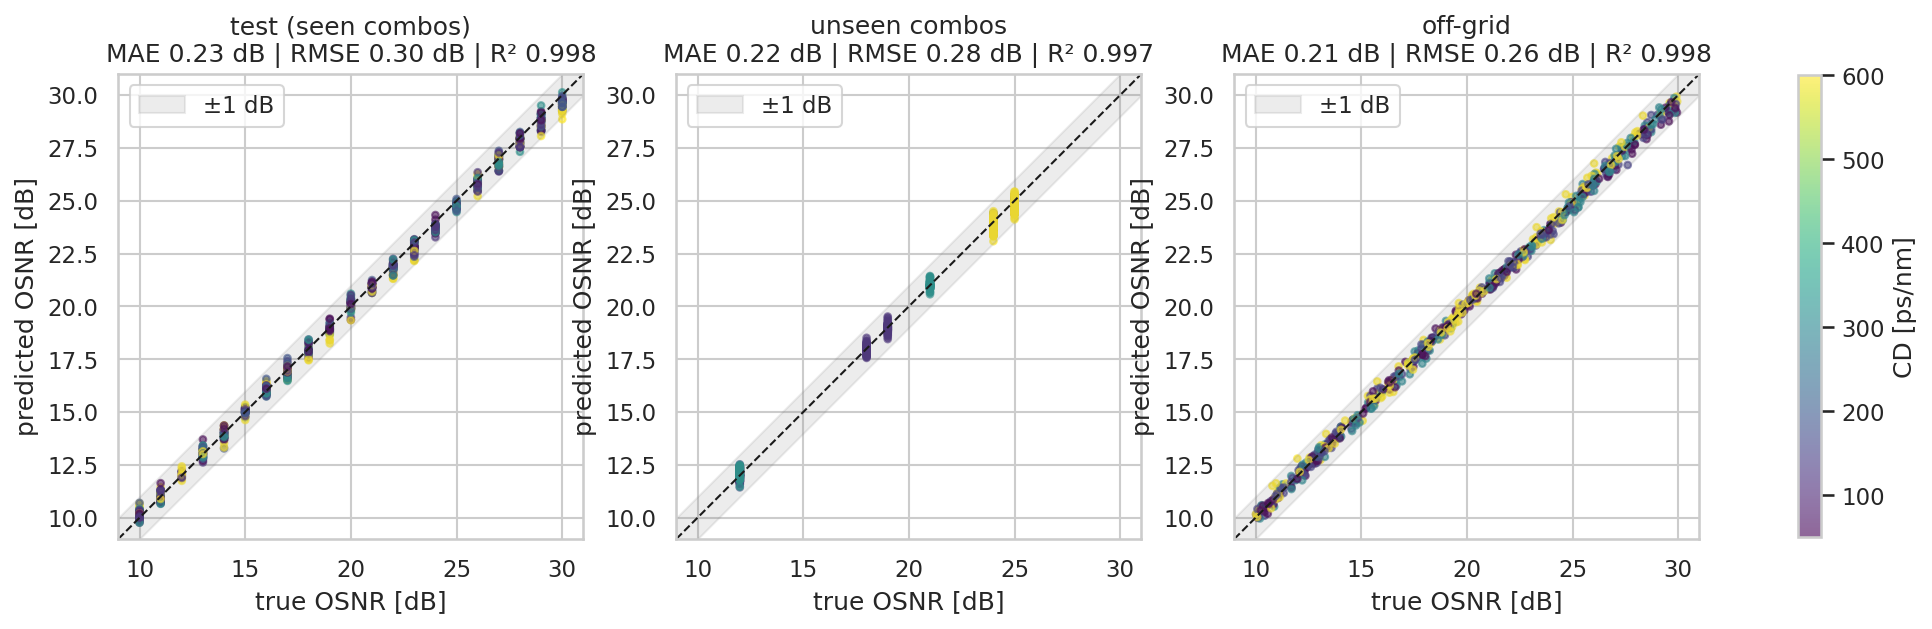 test (seen combos)
MAE 0.23 dB | RMSE 0.30 dB | R² 0.998
±1 dB
30.0
27.5
25.0
22.5
20.0
17.5
15.0
12.5
10.0
predicted OSNR [dB]
10 15 20 25 30
true OSNR [dB]
unseen combos
MAE 0.22 dB | RMSE 0.28 dB | R² 0.997
±1 dB
30.0
27.5
25.0
22.5
20.0
17.5
15.0
12.5
10.0
predicted OSNR [dB]
10 15 20 25 30
true OSNR [dB]
off-grid
MAE 0.21 dB | RMSE 0.26 dB | R² 0.998
±1 dB
30.0
27.5
25.0
22.5
20.0
17.5
15.0
12.5
10.0
predicted OSNR [dB]
10 15 20 25 30
true OSNR [dB]
600
500
400
300
200
100
CD [ps/nm]